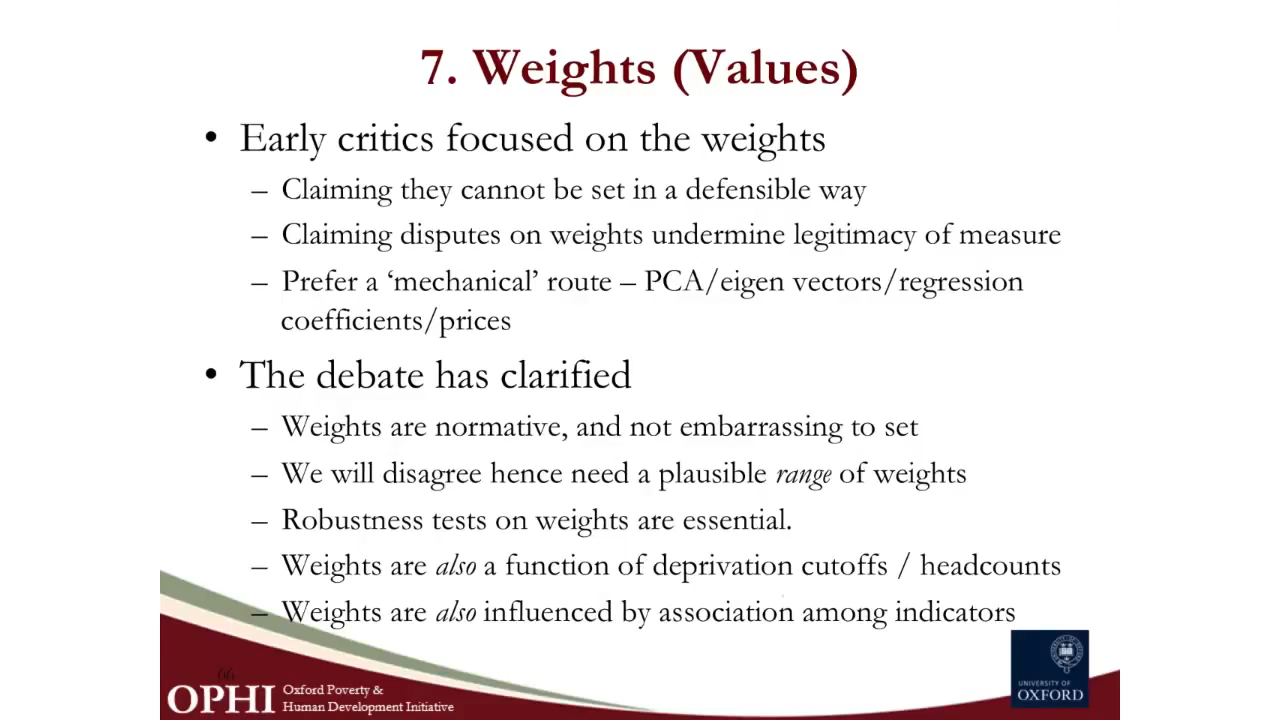 7. Weights (Values)
• Early critics focused on the weights
– Claiming they cannot be set in a defensible way
– Claiming disputes on weights undermine legitimacy of measure
– Prefer a ‘mechanical’ route – PCA/eigen vectors/regression
coefficients/prices
• The debate has clarified
– Weights are normative, and not embarrassing to set
– We will disagree hence need a plausible range of weights
– Robustness tests on weights are essential.
– Weights are also a function of deprivation cutoffs / headcounts
– Weights are also influenced by association among indicators
66
OPHI
Oxford Poverty &
Human Development Initiative
UNIVERSITY OF
OXFORD